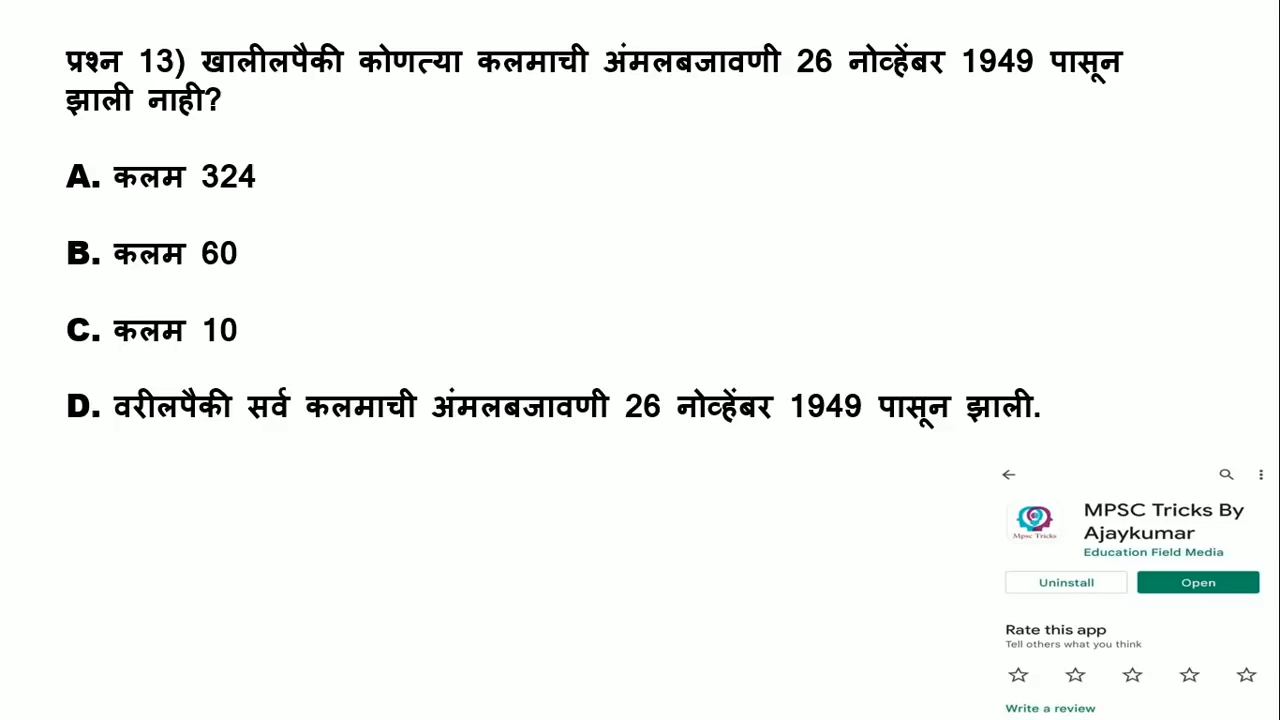 प्रश्न 13) खालीलपैकी कोणत्या कलमाची अंमलबजावणी 26 नोव्हेंबर 1949 पासून
झाली नाही?
A. कलम 324
B. कलम 60
C. कलम 10
D. वरीलपैकी सर्व कलमाची अंमलबजावणी 26 नोव्हेंबर 1949 पासून झाली.
MPSC Tricks By
Ajaykumar
Mpsc Tricks
Education Field Media
Uninstall
Open
Rate this app
Tell others what you think
Write a review